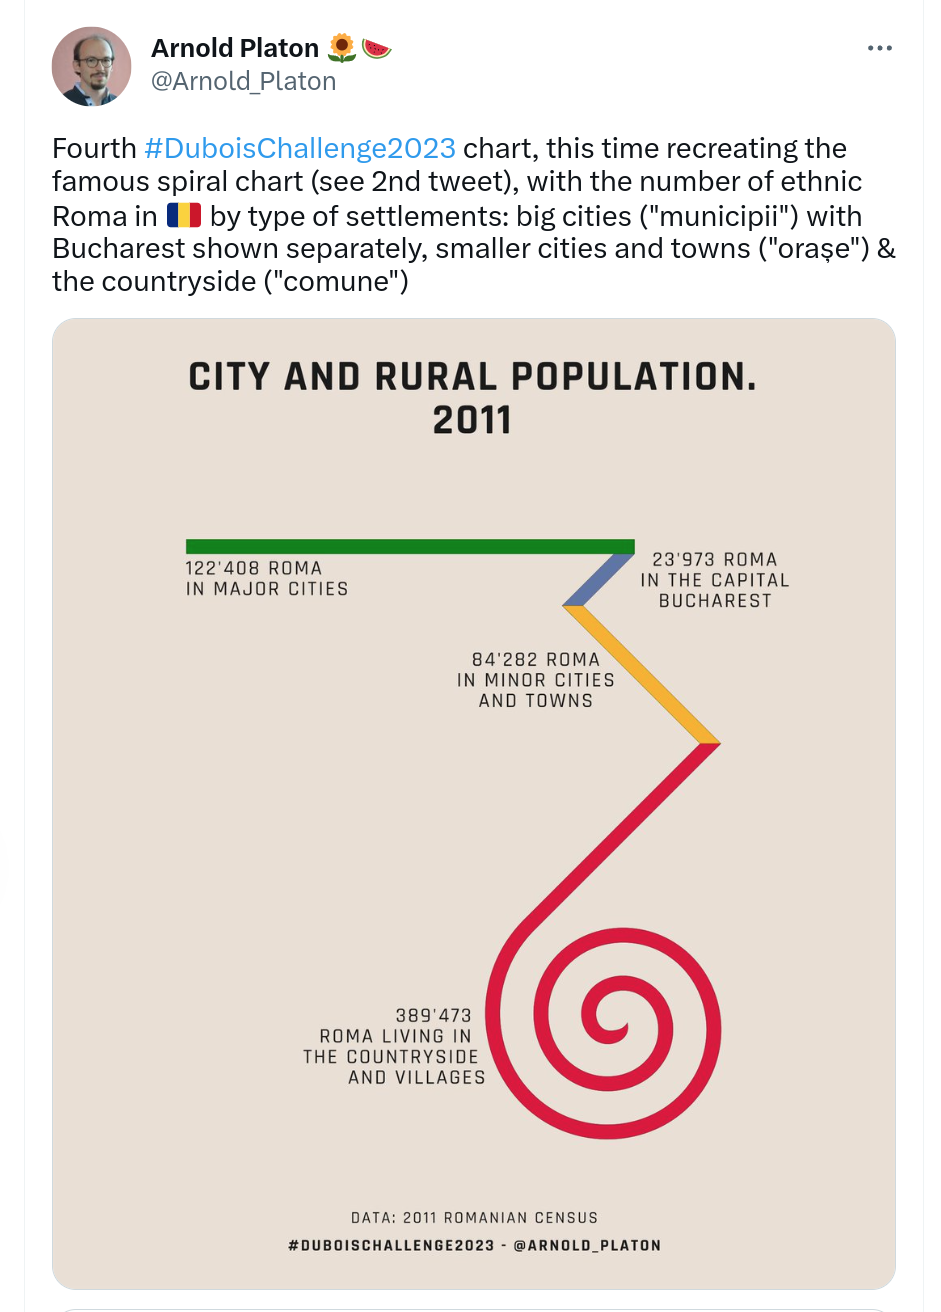 Arnold Platon 🌻🍉
@Arnold_Platon
Fourth #DuboisChallenge2023 chart, this time recreating the
famous spiral chart (see 2nd tweet), with the number of ethnic
Roma in 🇷🇴 by type of settlements: big cities ("municipii") with
Bucharest shown separately, smaller cities and towns ("orașe") &
the countryside ("comune")
CITY AND RURAL POPULATION.
2011
122'408 ROMA
IN MAJOR CITIES
23'973 ROMA
IN THE CAPITAL
BUCHAREST
84'282 ROMA
IN MINOR CITIES
AND TOWNS
389'473
ROMA LIVING IN
THE COUNTRYSIDE
AND VILLAGES
DATA: 2011 ROMANIAN CENSUS
#DUBOISCHALLENGE2023 - @ARNOLD_PLATON